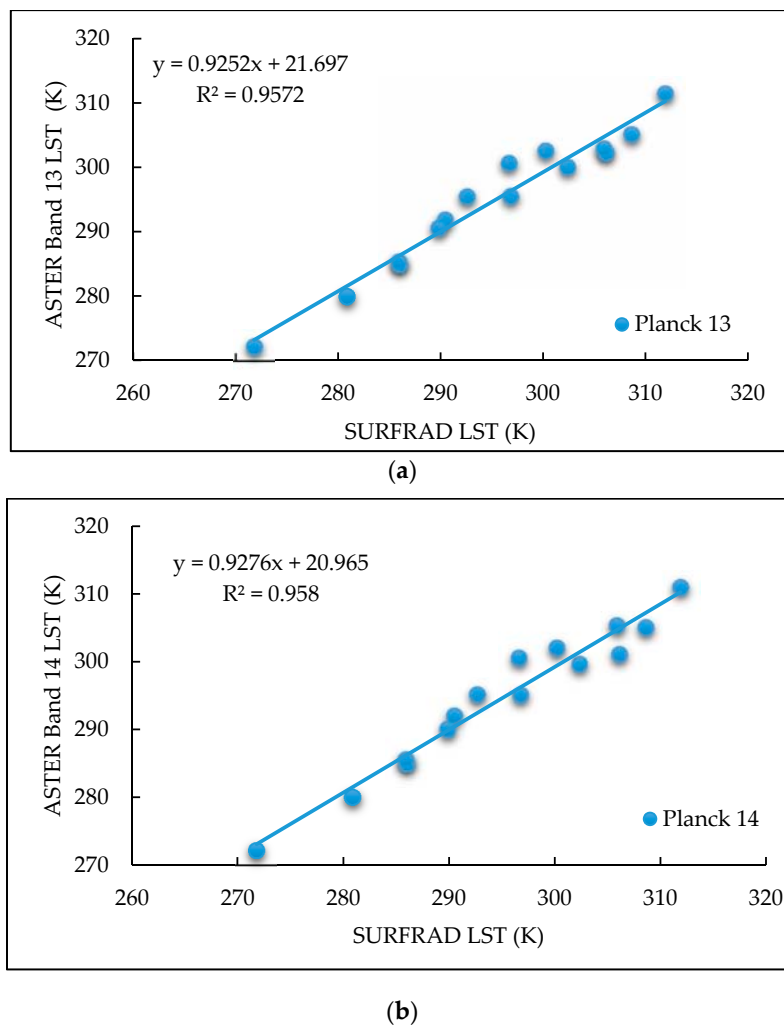 320
y = 0.9252x + 21.697
R² = 0.9572
310
300
290
280
270
ASTER Band 13 LST (K)
Planck 13
260 270 280 290 300 310 320
SURFRAD LST (K)
(a)
320
y = 0.9276x + 20.965
R² = 0.958
310
300
290
280
270
ASTER Band 14 LST (K)
Planck 14
260 270 280 290 300 310 320
SURFRAD LST (K)
(b)